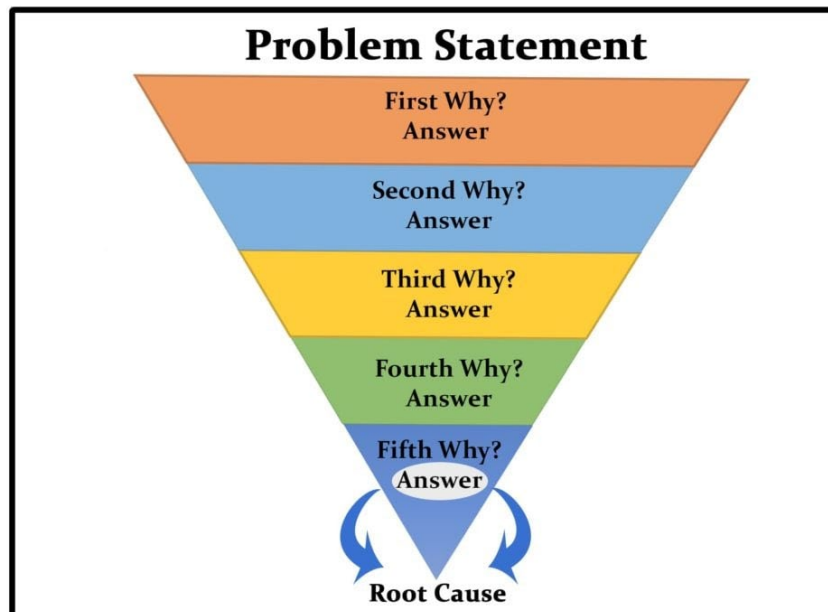 Problem Statement
First Why?
Answer
Second Why?
Answer
Third Why?
Answer
Fourth Why?
Answer
Fifth Why?
Answer
Root Cause